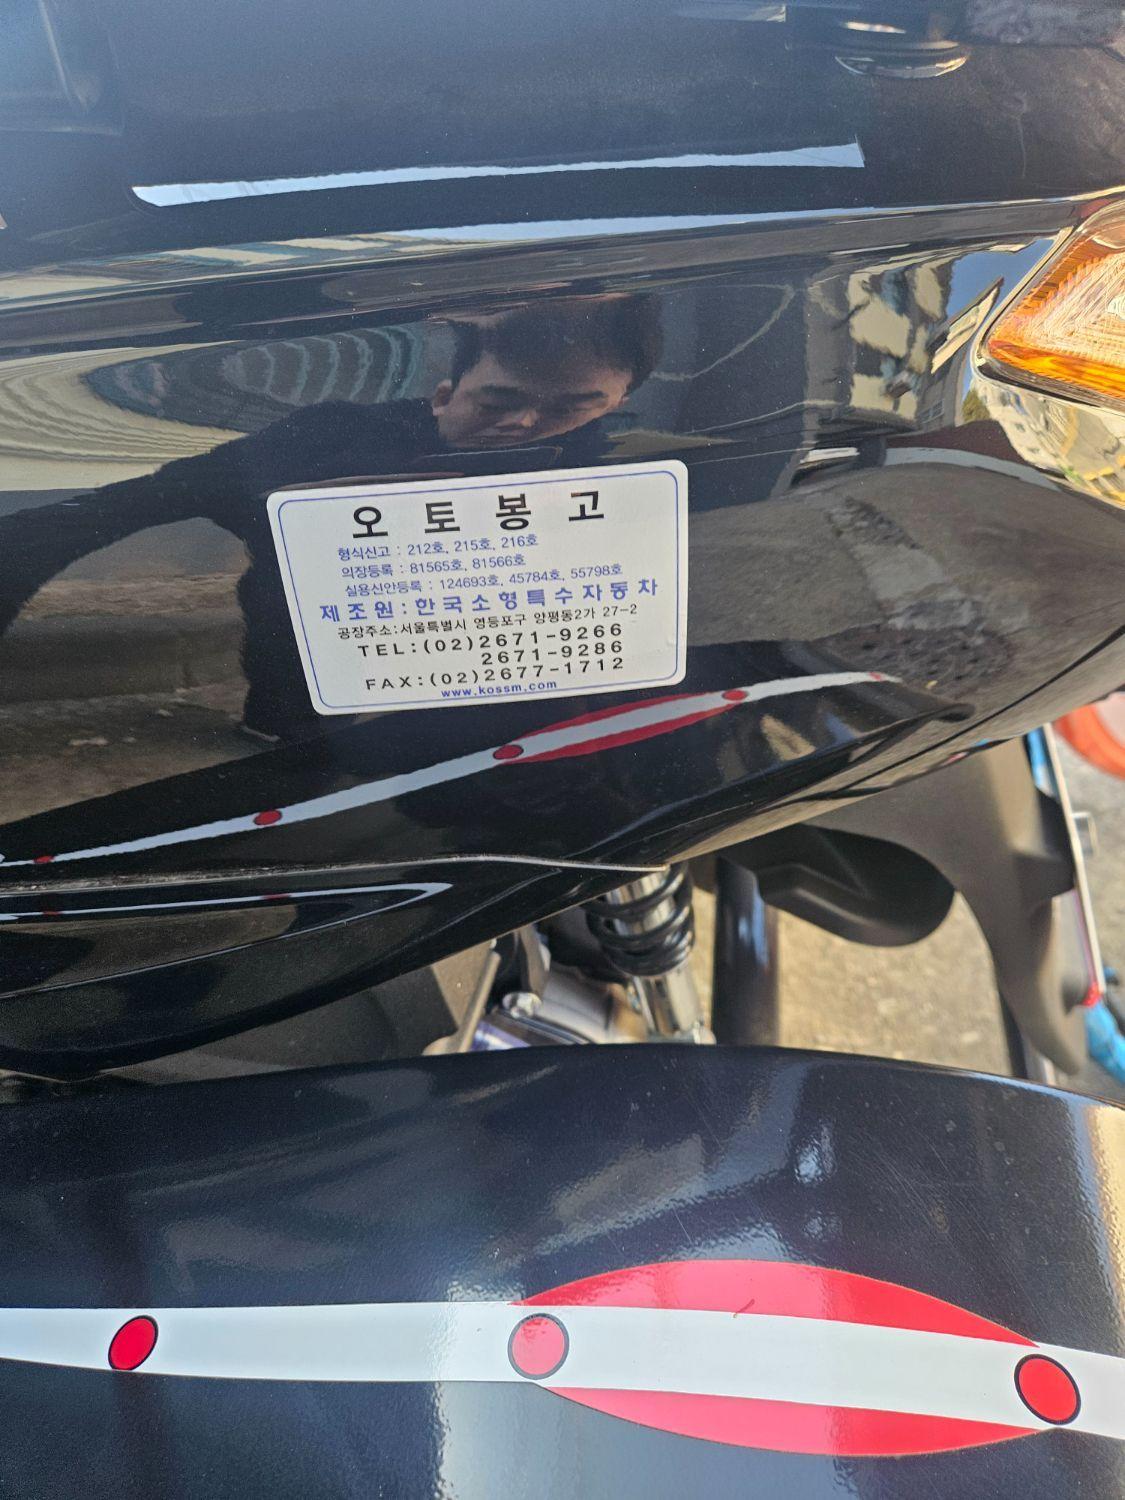 오토봉고
형식신고 : 212호, 215호, 216호
의장등록 : 81565호, 81566호
실용신안등록 : 124693호, 45784호, 55798호
제조원:한국소형특수자동차
공장주소:서울특별시 영등포구 양평동2가 27-2
TEL:(02)2671-9266
2671-9286
FAX:(02)2677-1712
www.kossm.com